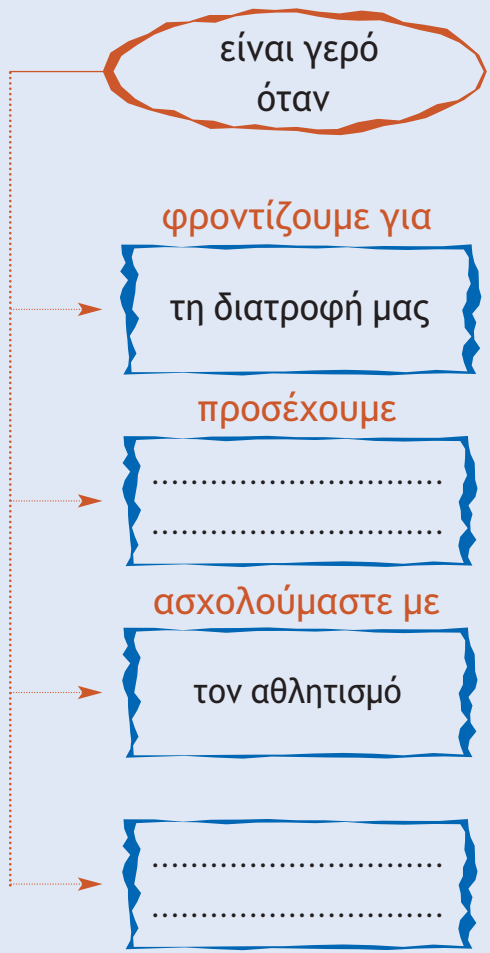 είναι γερό
όταν
φροντίζουμε για
τη διατροφή μας
προσέχουμε
.............................
.............................
ασχολούμαστε με
τον αθλητισμό
.............................
.............................